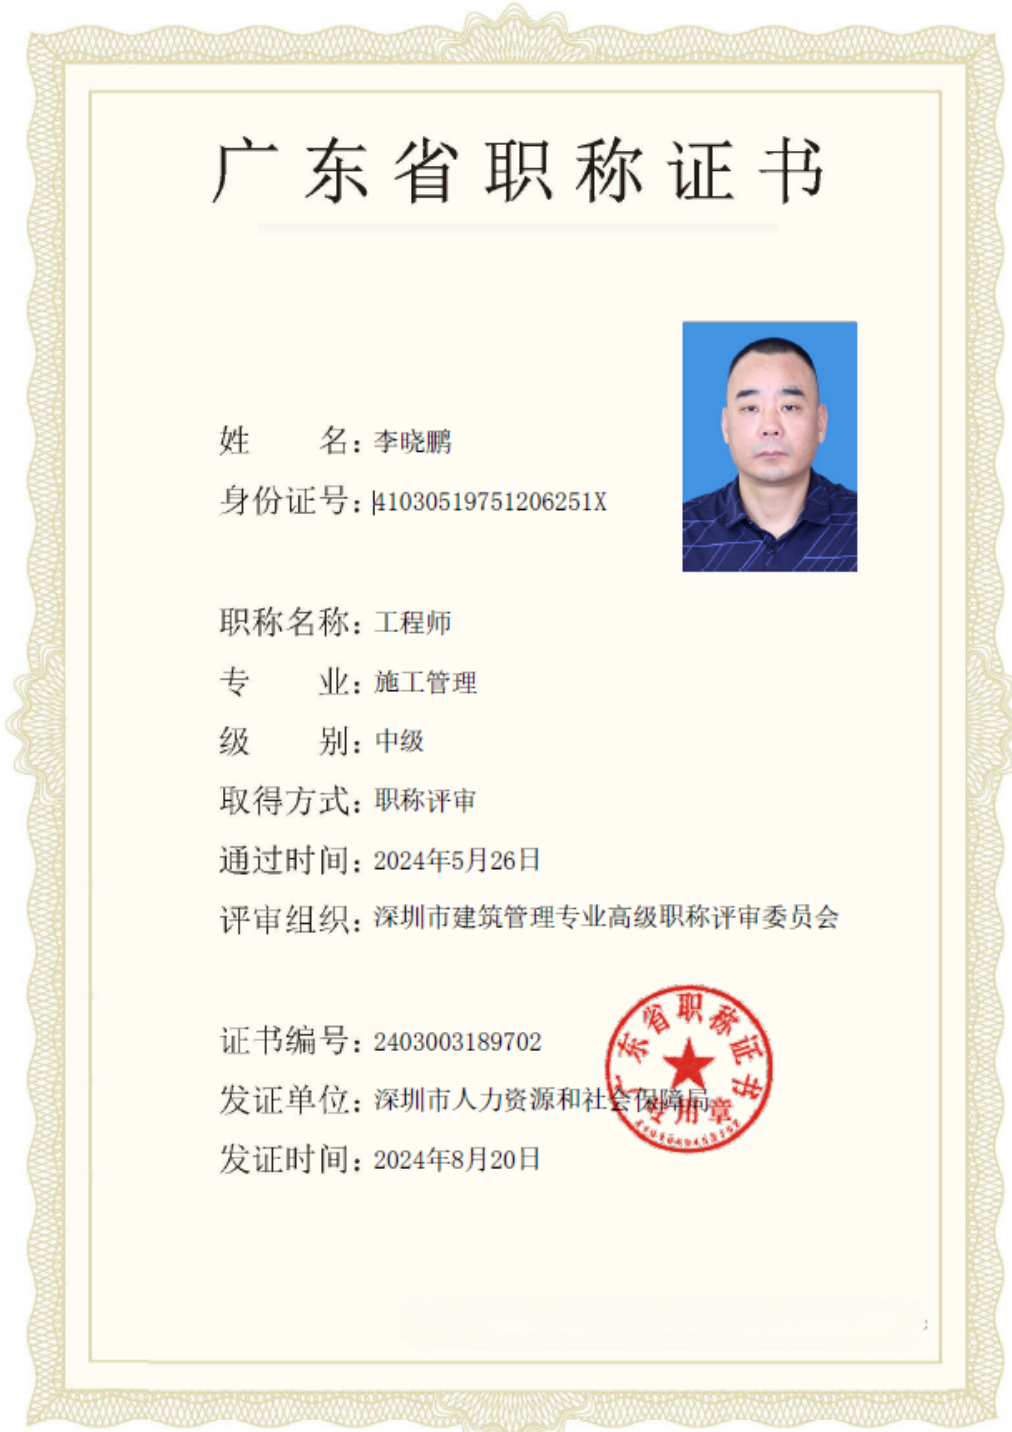 广东省职称证书
姓名：李晓鹏
身份证号：41030519751206251X
职称名称：工程师
专业：施工管理
级别：中级
取得方式：职称评审
通过时间：2024年5月26日
评审组织：深圳市建筑管理专业高级职称评审委员会
证书编号：2403003189702
发证单位：深圳市人力资源和社会保障局
发证时间：2024年8月20日
广东省职称证书
专用章